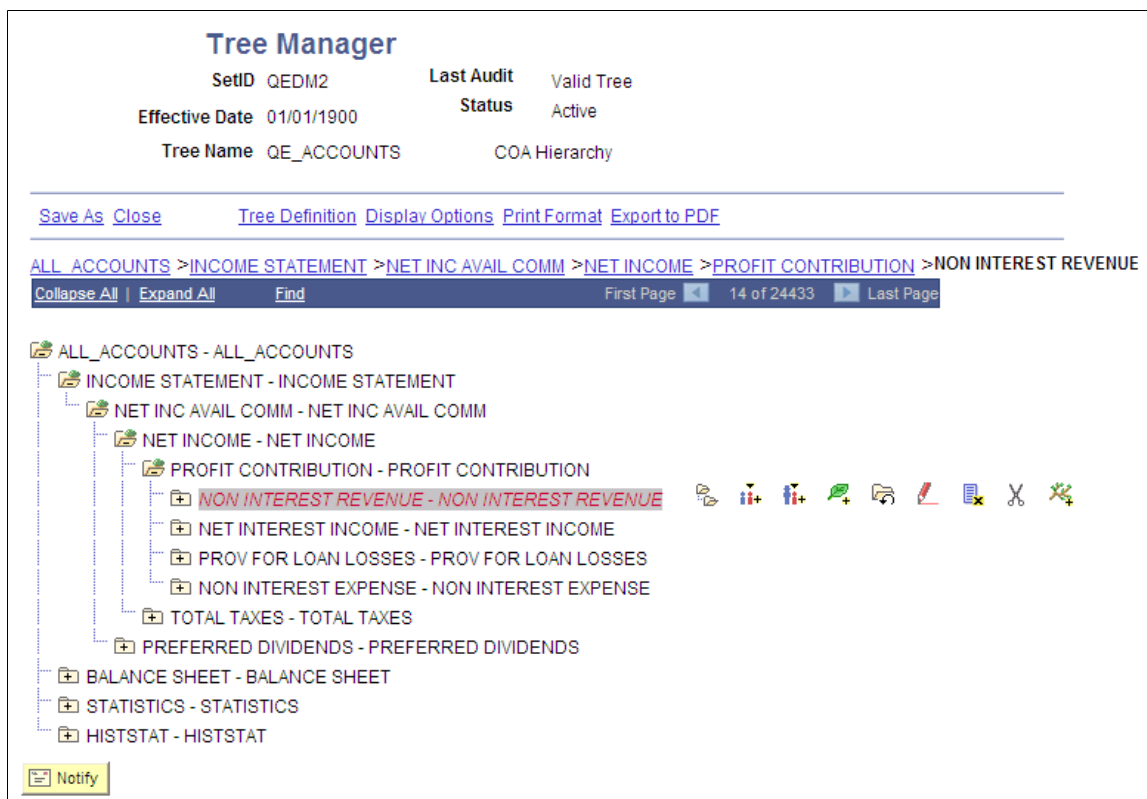 Tree Manager
SetID QEDM2 Last Audit Valid Tree
Effective Date 01/01/1900 Status Active
Tree Name QE_ACCOUNTS COA Hierarchy
Save As Close Tree Definition Display Options Print Format Export to PDF
ALL_ACCOUNTS >INCOME STATEMENT >NET INC AVAIL COMM >NET INCOME >PROFIT CONTRIBUTION >NON INTEREST REVENUE
Collapse All | Expand All Find First Page 14 of 24433 Last Page
ALL_ACCOUNTS - ALL_ACCOUNTS
INCOME STATEMENT - INCOME STATEMENT
NET INC AVAIL COMM - NET INC AVAIL COMM
NET INCOME - NET INCOME
PROFIT CONTRIBUTION - PROFIT CONTRIBUTION
NON INTEREST REVENUE - NON INTEREST REVENUE
NET INTEREST INCOME - NET INTEREST INCOME
PROV FOR LOAN LOSSES - PROV FOR LOAN LOSSES
NON INTEREST EXPENSE - NON INTEREST EXPENSE
TOTAL TAXES - TOTAL TAXES
PREFERRED DIVIDENDS - PREFERRED DIVIDENDS
BALANCE SHEET - BALANCE SHEET
STATISTICS - STATISTICS
HISTSTAT - HISTSTAT
Notify